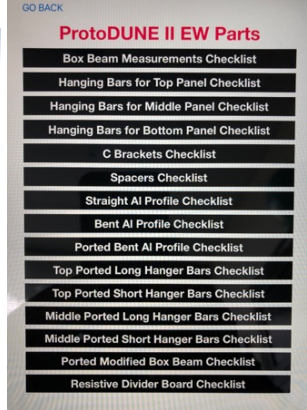 GO BACK
ProtoDUNE II EW Parts
Box Beam Measurements Checklist
Hanging Bars for Top Panel Checklist
Hanging Bars for Middle Panel Checklist
Hanging Bars for Bottom Panel Checklist
C Brackets Checklist
Spacers Checklist
Straight Al Profile Checklist
Bent Al Profile Checklist
Ported Bent Al Profile Checklist
Top Ported Long Hanger Bars Checklist
Top Ported Short Hanger Bars Checklist
Middle Ported Long Hanger Bars Checklist
Middle Ported Short Hanger Bars Checklist
Ported Modified Box Beam Checklist
Resistive Divider Board Checklist